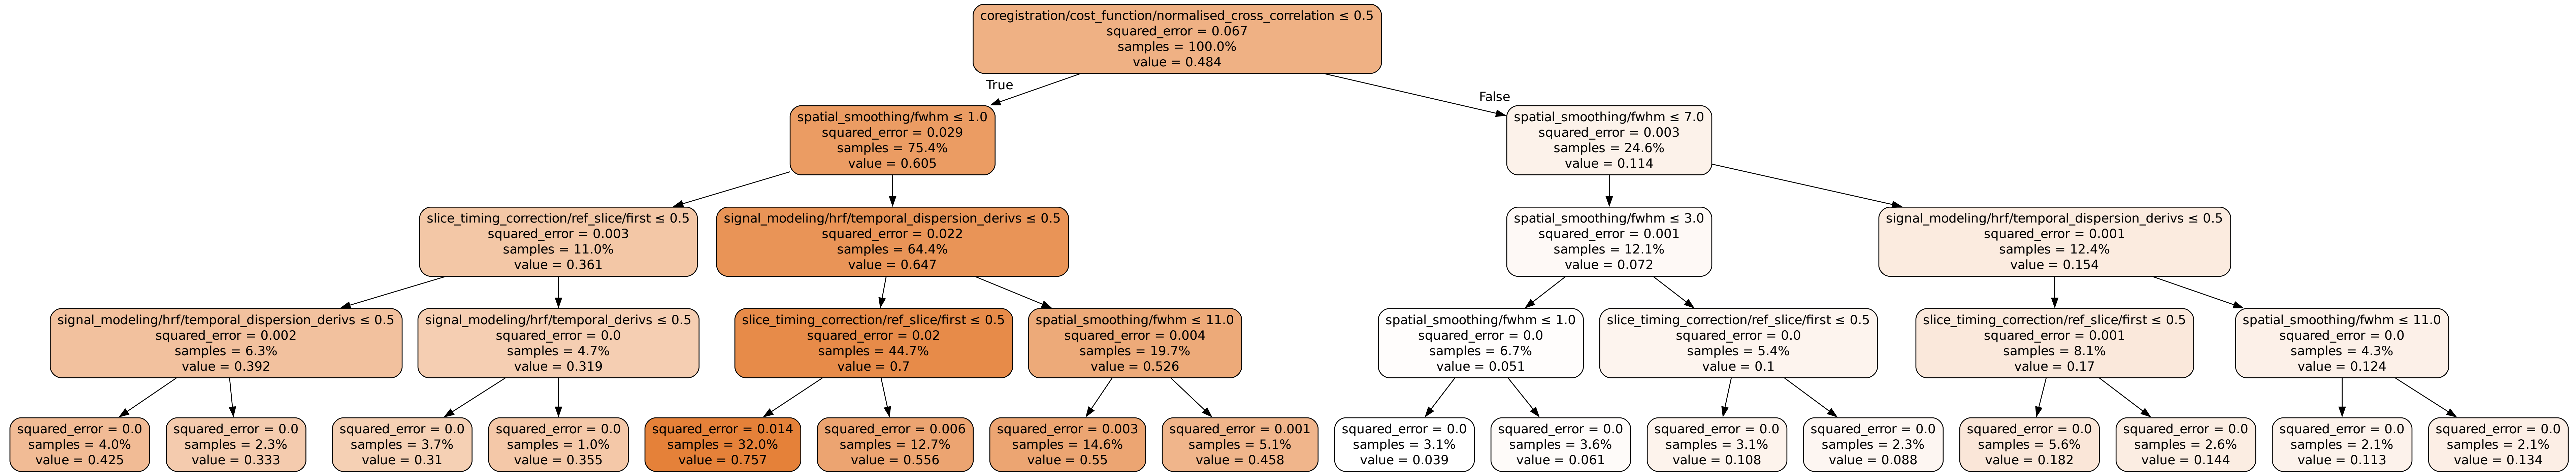 coregistration/cost_function/normalised_cross_correlation ≤ 0.5
squared_error = 0.067
samples = 100.0%
value = 0.484
True
False
spatial_smoothing/fwhm ≤ 1.0
squared_error = 0.029
samples = 75.4%
value = 0.605
spatial_smoothing/fwhm ≤ 7.0
squared_error = 0.003
samples = 24.6%
value = 0.114
slice_timing_correction/ref_slice/first ≤ 0.5
squared_error = 0.003
samples = 11.0%
value = 0.361
signal_modeling/hrf/temporal_dispersion_derivs ≤ 0.5
squared_error = 0.022
samples = 64.4%
value = 0.647
spatial_smoothing/fwhm ≤ 3.0
squared_error = 0.001
samples = 12.1%
value = 0.072
signal_modeling/hrf/temporal_dispersion_derivs ≤ 0.5
squared_error = 0.001
samples = 12.4%
value = 0.154
signal_modeling/hrf/temporal_dispersion_derivs ≤ 0.5
squared_error = 0.002
samples = 6.3%
value = 0.392
signal_modeling/hrf/temporal_derivs ≤ 0.5
squared_error = 0.0
samples = 4.7%
value = 0.319
slice_timing_correction/ref_slice/first ≤ 0.5
squared_error = 0.02
samples = 44.7%
value = 0.7
spatial_smoothing/fwhm ≤ 11.0
squared_error = 0.004
samples = 19.7%
value = 0.526
spatial_smoothing/fwhm ≤ 1.0
squared_error = 0.0
samples = 6.7%
value = 0.051
slice_timing_correction/ref_slice/first ≤ 0.5
squared_error = 0.0
samples = 5.4%
value = 0.1
slice_timing_correction/ref_slice/first ≤ 0.5
squared_error = 0.001
samples = 8.1%
value = 0.17
spatial_smoothing/fwhm ≤ 11.0
squared_error = 0.0
samples = 4.3%
value = 0.124
squared_error = 0.0
samples = 4.0%
value = 0.425
squared_error = 0.0
samples = 2.3%
value = 0.333
squared_error = 0.0
samples = 3.7%
value = 0.31
squared_error = 0.0
samples = 1.0%
value = 0.355
squared_error = 0.014
samples = 32.0%
value = 0.757
squared_error = 0.006
samples = 12.7%
value = 0.556
squared_error = 0.003
samples = 14.6%
value = 0.55
squared_error = 0.001
samples = 5.1%
value = 0.458
squared_error = 0.0
samples = 3.1%
value = 0.039
squared_error = 0.0
samples = 3.6%
value = 0.061
squared_error = 0.0
samples = 3.1%
value = 0.108
squared_error = 0.0
samples = 2.3%
value = 0.088
squared_error = 0.0
samples = 5.6%
value = 0.182
squared_error = 0.0
samples = 2.6%
value = 0.144
squared_error = 0.0
samples = 2.1%
value = 0.113
squared_error = 0.0
samples = 2.1%
value = 0.134